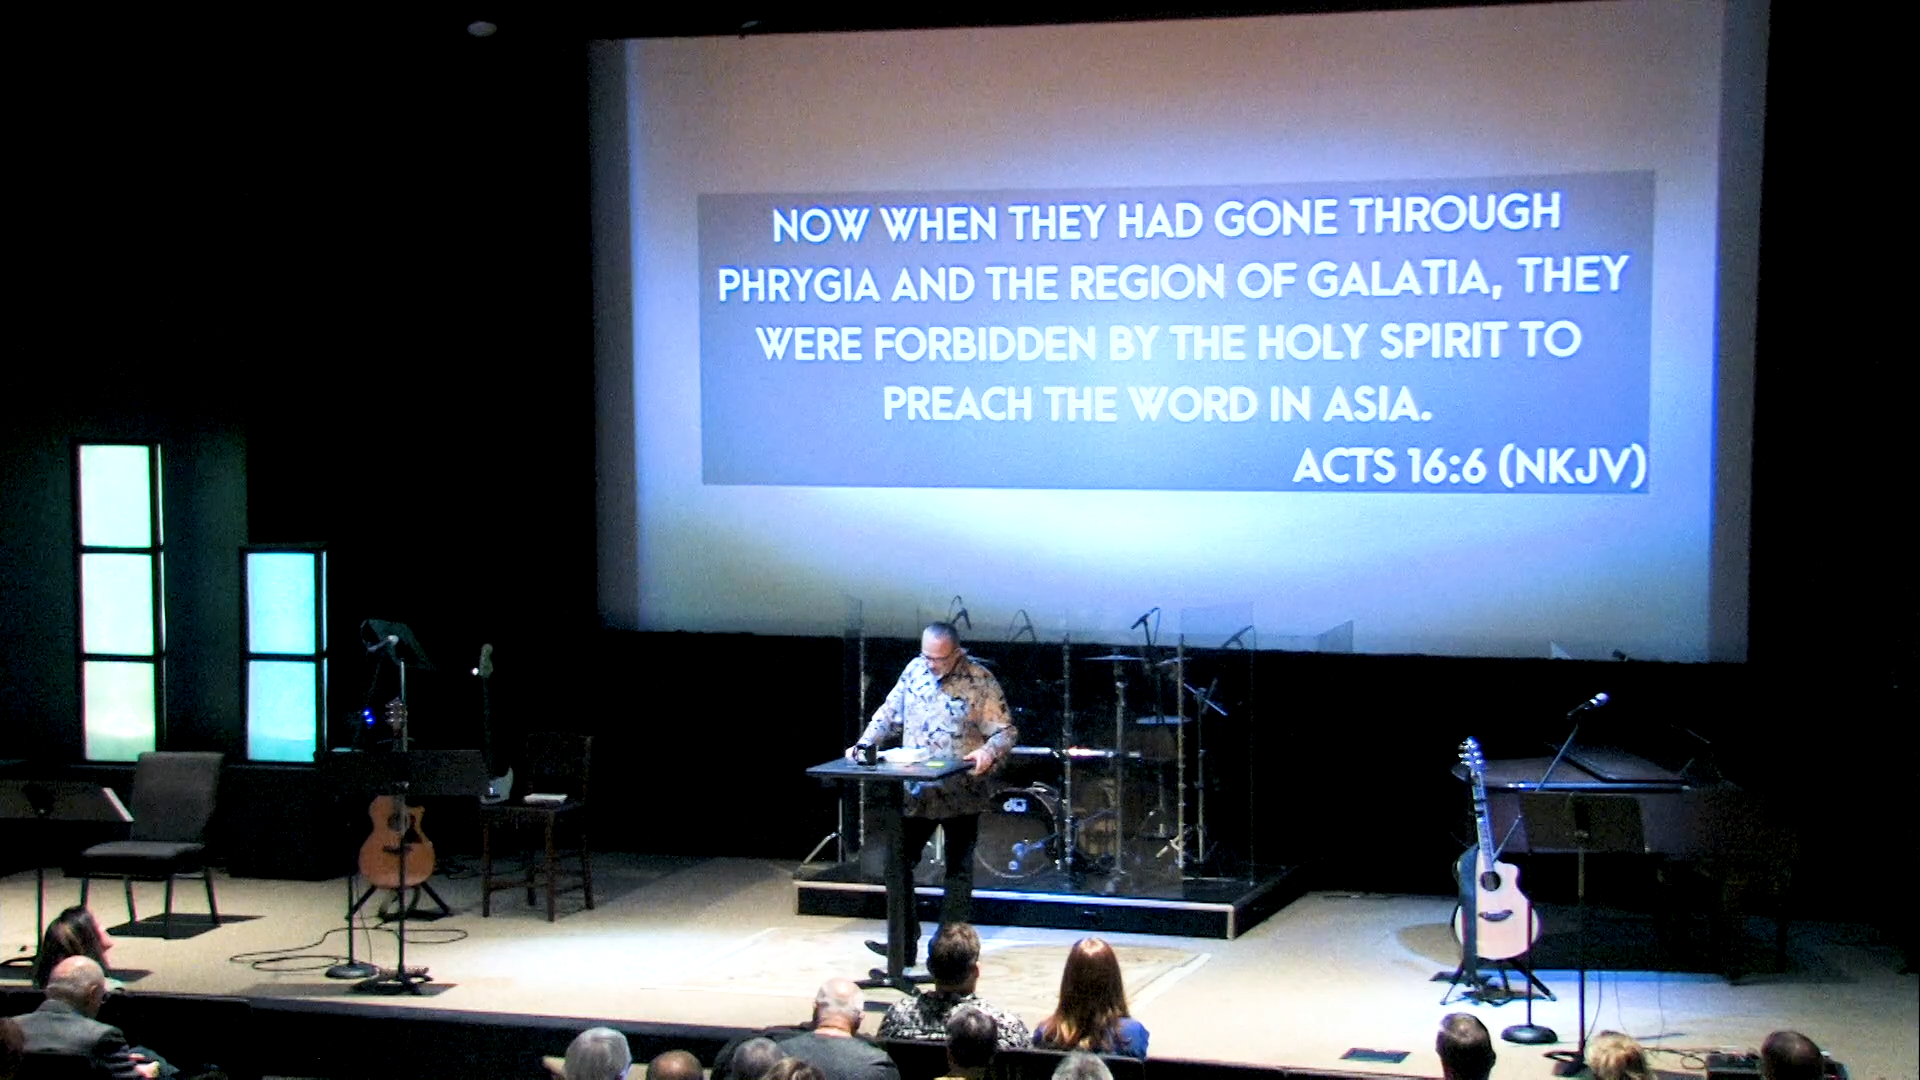 NOW WHEN THEY HAD GONE THROUGH
PHRYGIA AND THE REGION OF GALATIA, THEY
WERE FORBIDDEN BY THE HOLY SPIRIT TO
PREACH THE WORD IN ASIA.
ACTS 16:6 (NKJV)
dw